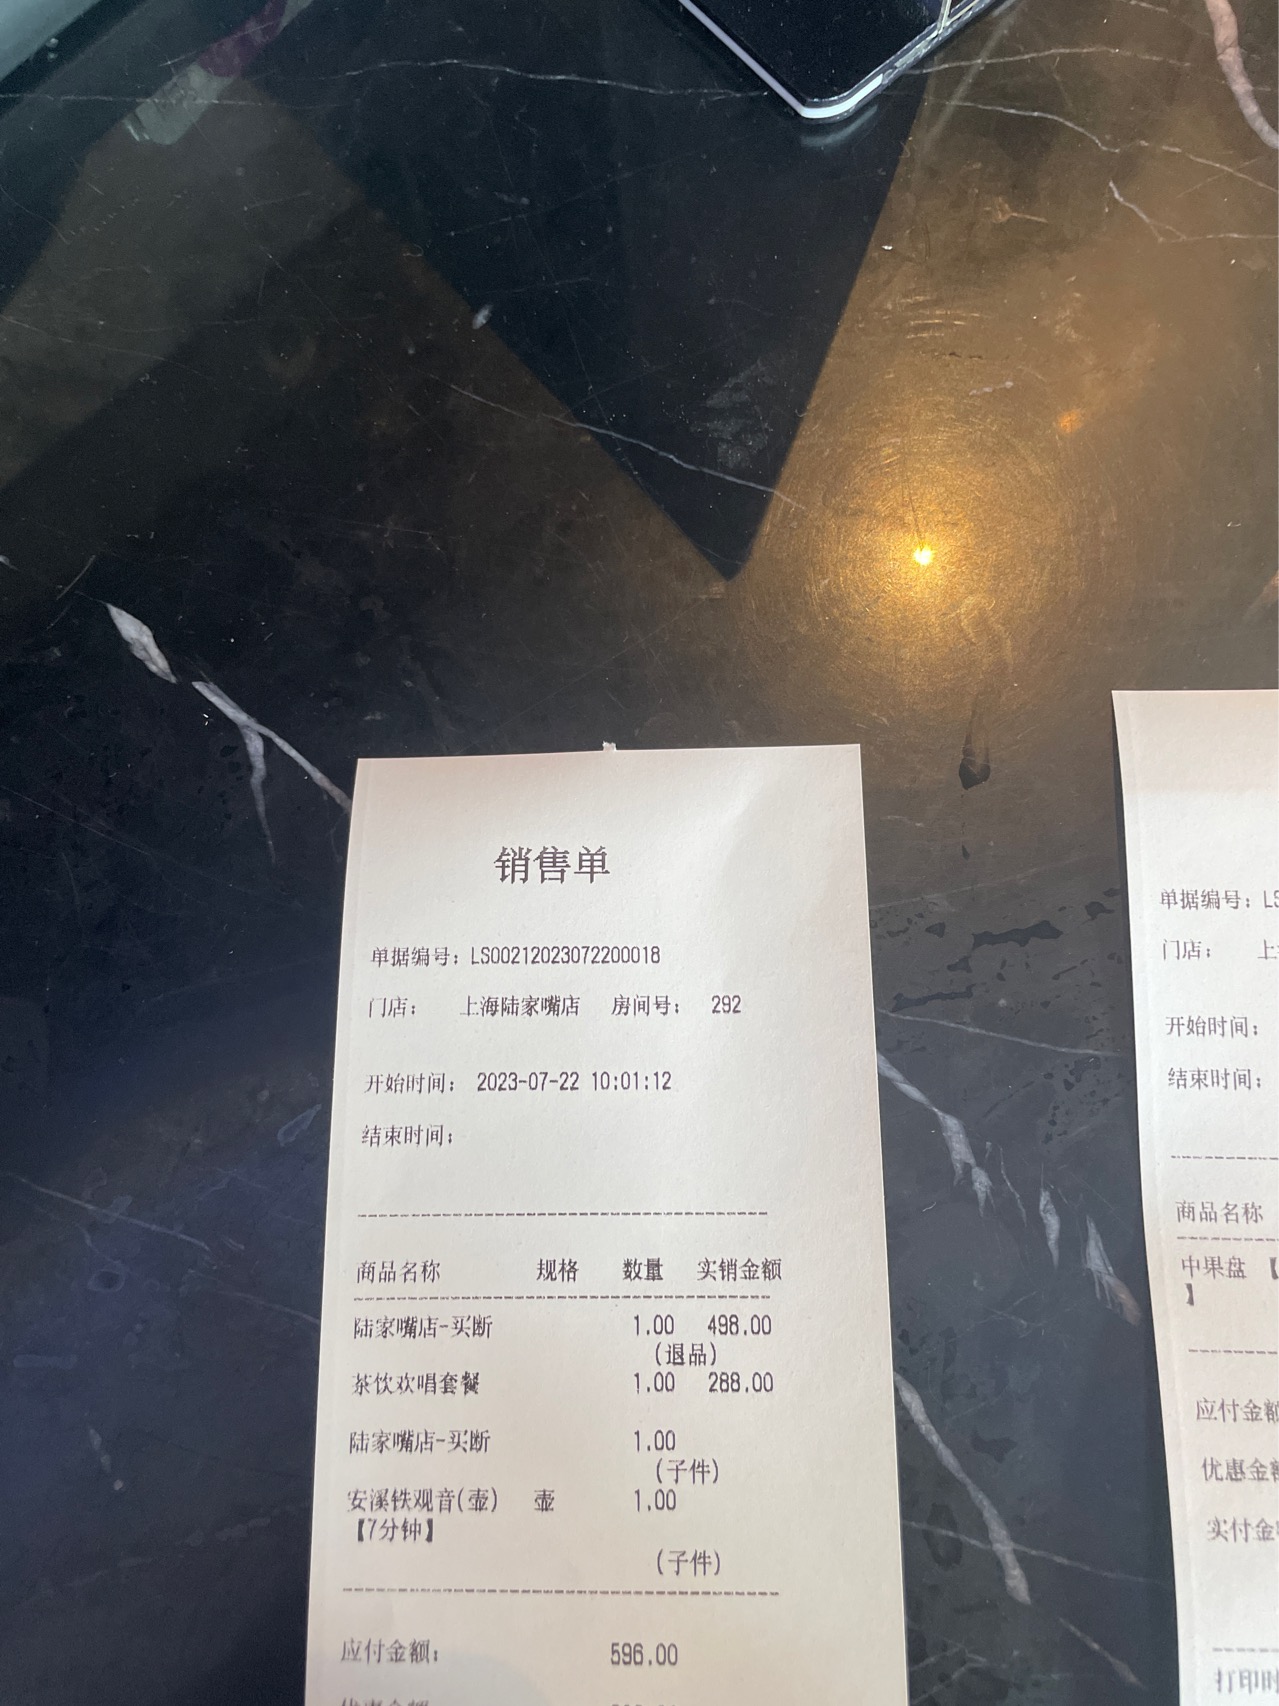 销售单
单据编号：LS00212023072200018
门店： 上海陆家嘴店 房间号： 292
开始时间： 2023-07-22 10:01:12
结束时间：
商品名称 规格 数量 实销金额
陆家嘴店-买断 1.00 498.00
(退品)
茶饮欢唱套餐 1.00 288.00
陆家嘴店-买断 1.00
(子件)
安溪铁观音(壶) 壶 1.00
【7分钟】
(子件)
应付金额： 596.00
单据编号：LS
门店： 上
开始时间：
结束时间：
商品名称
中果盘 【
】
应付金额
优惠金额
实付金
打印时